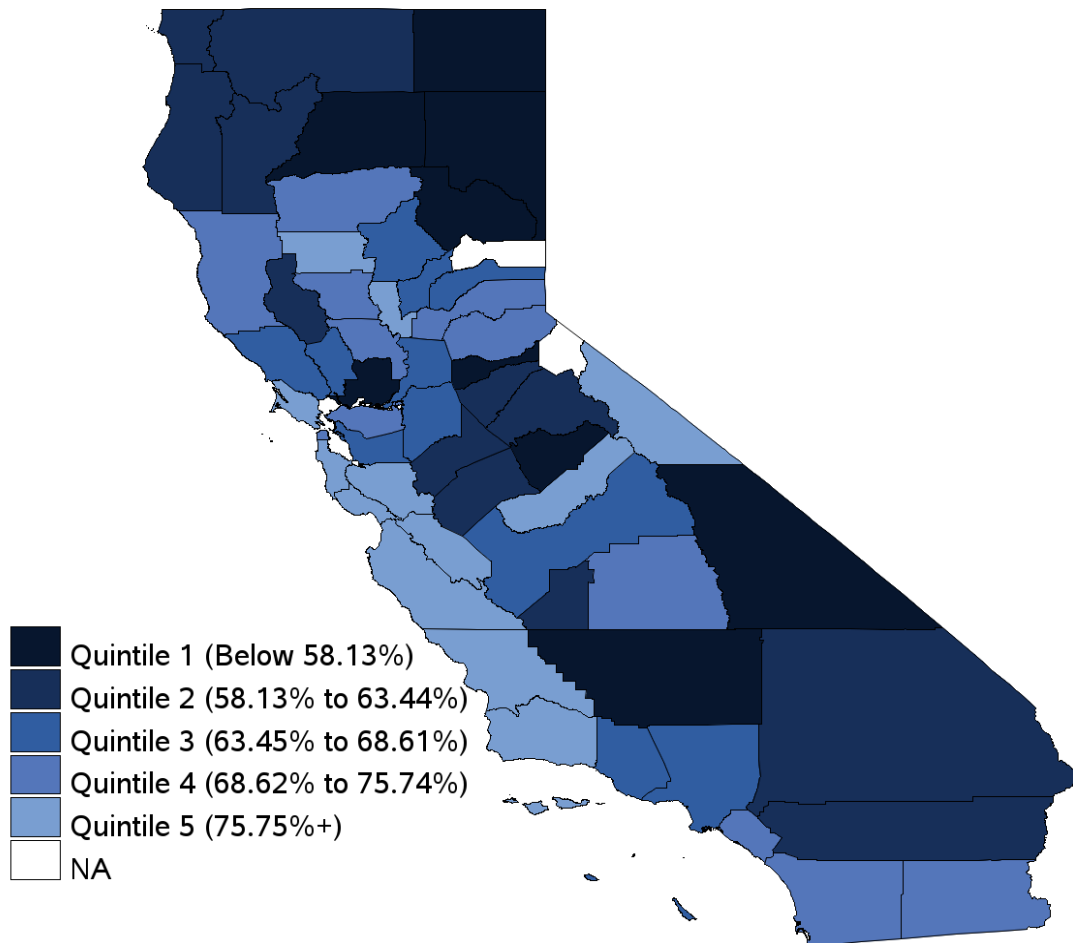 Quintile 1 (Below 58.13%)
Quintile 2 (58.13% to 63.44%)
Quintile 3 (63.45% to 68.61%)
Quintile 4 (68.62% to 75.74%)
Quintile 5 (75.75%+)
NA